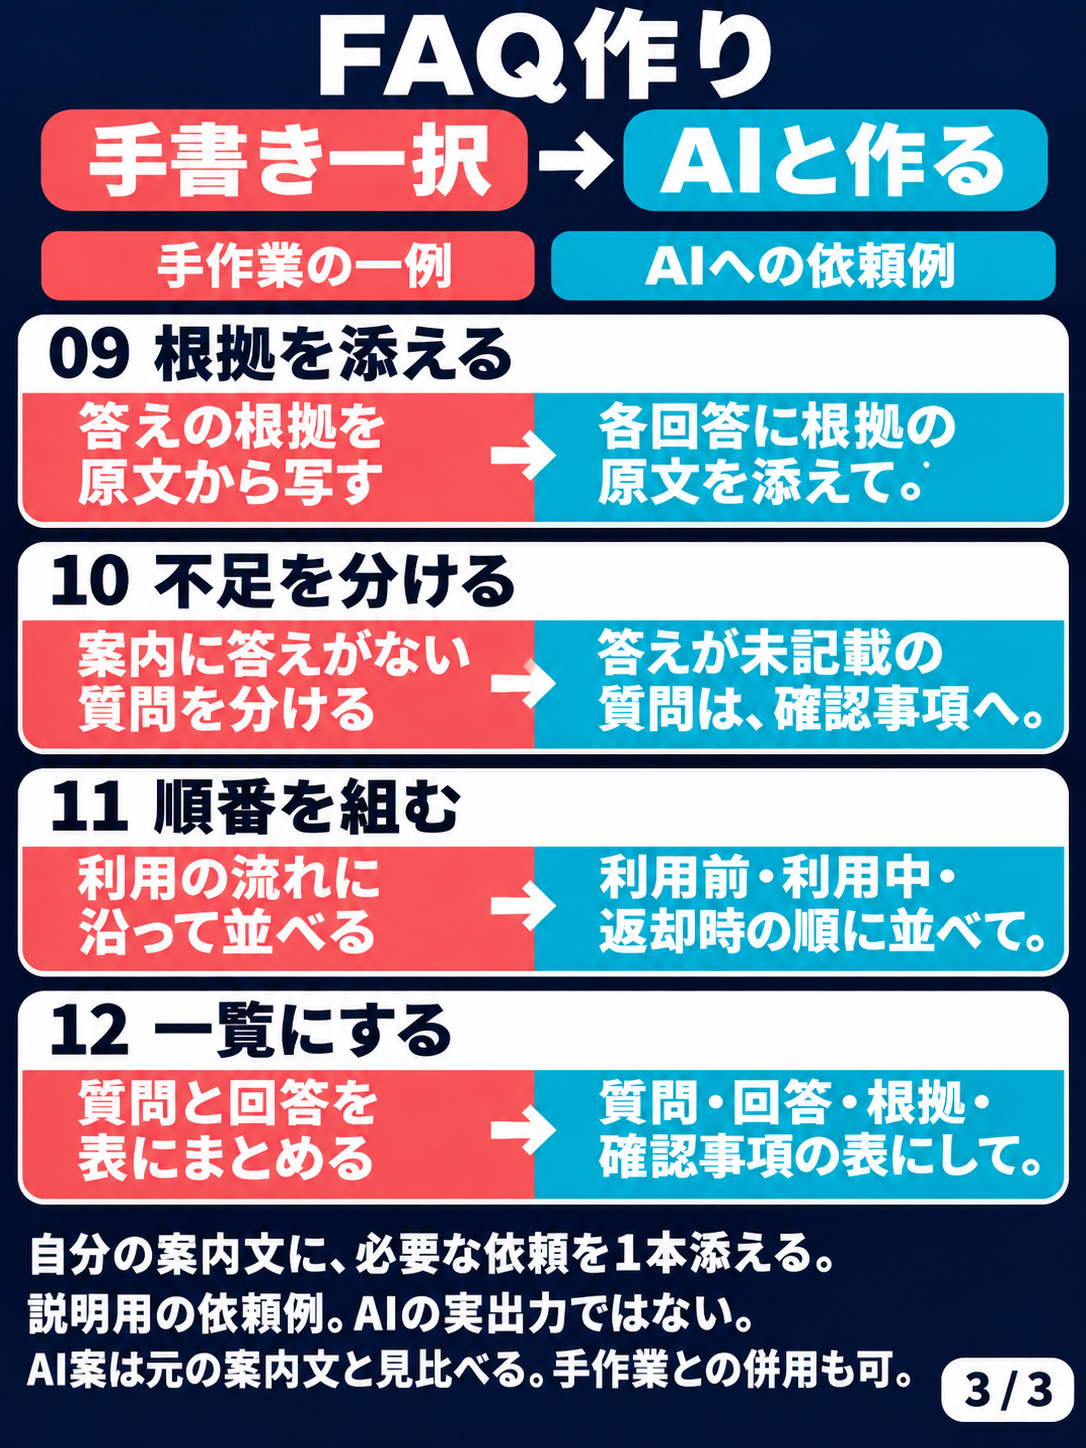 FAQ作り
手書き一択 → AIと作る
手作業の一例
AIへの依頼例
09 根拠を添える
答えの根拠を
原文から写す
→
各回答に根拠の
原文を添えて。
10 不足を分ける
案内に答えがない
質問を分ける
→
答えが未記載の
質問は、確認事項へ。
11 順番を組む
利用の流れに
沿って並べる
→
利用前・利用中・
返却時の順に並べて。
12 一覧にする
質問と回答を
表にまとめる
→
質問・回答・根拠・
確認事項の表にして。
自分の案内文に、必要な依頼を1本添える。
説明用の依頼例。AIの実出力ではない。
AI案は元の案内文と見比べる。手作業との併用も可。
3/3